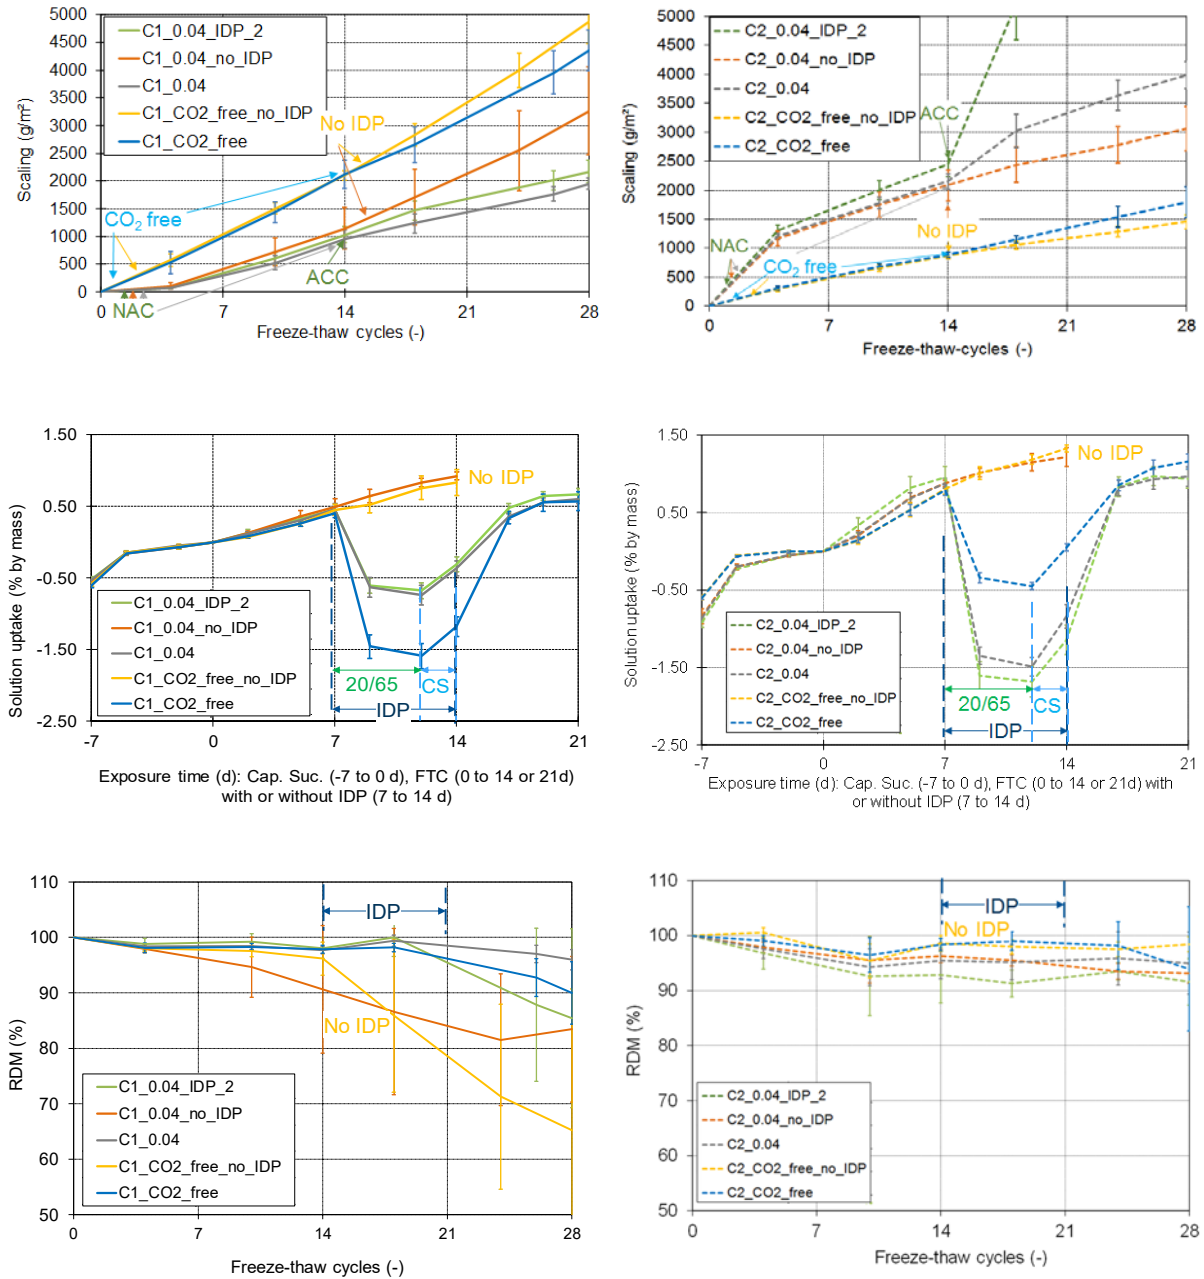 5000
4500
4000
3500
3000
2500
2000
1500
1000
500
0
Scaling (g/m²)
C1_0.04_IDP_2
C1_0.04_no_IDP
C1_0.04
C1_CO2_free_no_IDP
C1_CO2_free
No IDP
CO₂ free
ACC
NAC
0 7 14 21 28
Freeze-thaw cycles (-)
5000
4500
4000
3500
3000
2500
2000
1500
1000
500
0
Scaling (g/m²)
C2_0.04_IDP_2
C2_0.04_no_IDP
C2_0.04
C2_CO2_free_no_IDP
C2_CO2_free
ACC
No IDP
NAC
CO₂ free
0 7 14 21 28
Freeze-thaw-cycles (-)
1.50
0.50
-0.50
-1.50
-2.50
Solution uptake (% by mass)
No IDP
C1_0.04_IDP_2
C1_0.04_no_IDP
C1_0.04
C1_CO2_free_no_IDP
C1_CO2_free
20/65
CS
IDP
-7 0 7 14 21
Exposure time (d): Cap. Suc. (-7 to 0 d), FTC (0 to 14 or 21d)
with or without IDP (7 to 14 d)
1.50
0.50
-0.50
-1.50
-2.50
Solution uptake (% by mass)
No IDP
C2_0.04_IDP_2
C2_0.04_no_IDP
C2_0.04
C2_CO2_free_no_IDP
C2_CO2_free
20/65
CS
IDP
-7 0 7 14 21
Exposure time (d): Cap. Suc. (-7 to 0 d), FTC (0 to 14 or 21d) with
or without IDP (7 to 14 d)
110
100
90
80
70
60
50
RDM (%)
IDP
No IDP
C1_0.04_IDP_2
C1_0.04_no_IDP
C1_0.04
C1_CO2_free_no_IDP
C1_CO2_free
0 7 14 21 28
Freeze-thaw cycles (-)
110
100
90
80
70
60
50
RDM (%)
IDP
No IDP
C2_0.04_IDP_2
C2_0.04_no_IDP
C2_0.04
C2_CO2_free_no_IDP
C2_CO2_free
0 7 14 21 28
Freeze-thaw cycles (-)